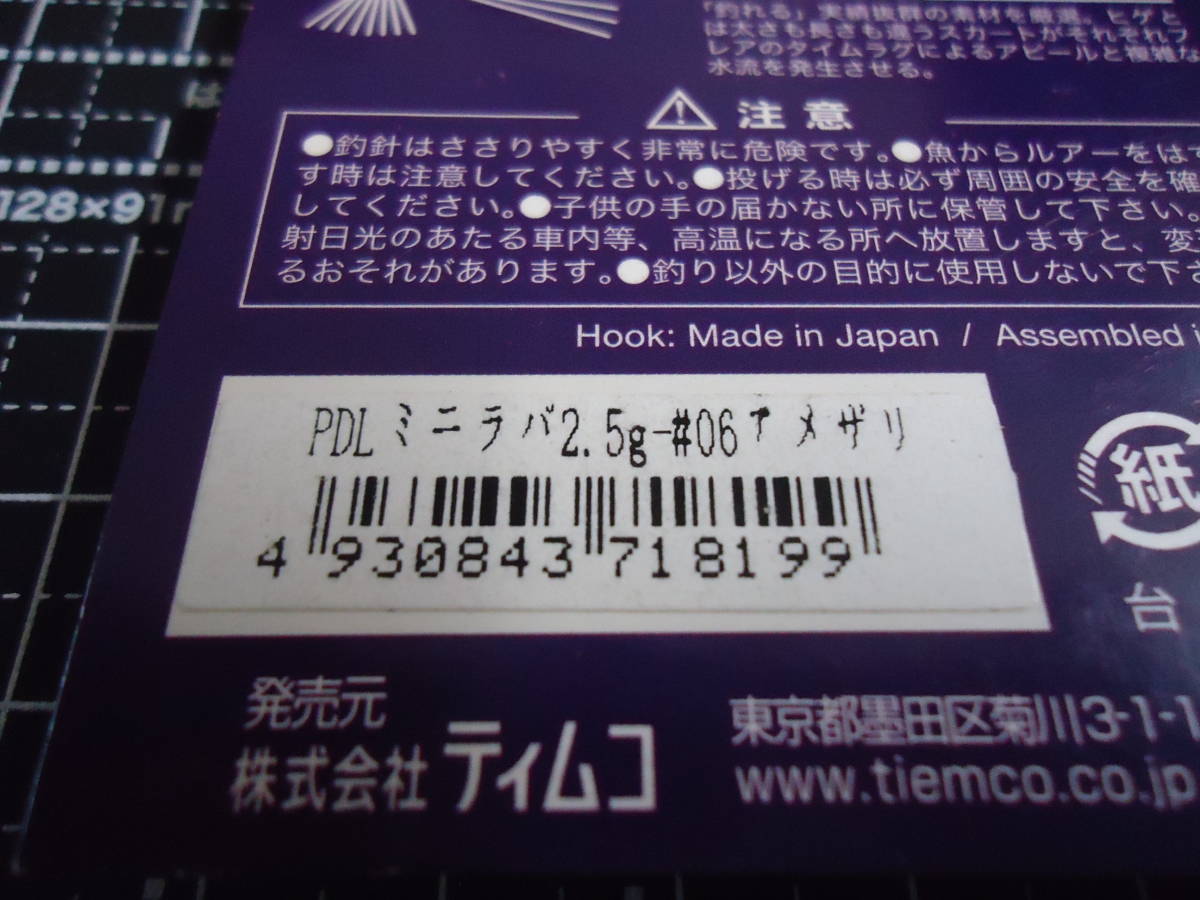 「釣れる」実績抜群の素材を厳選。ヒゲと
は太さも長さも違うスカートがそれぞれフ
レアのタイムラグによるアピールと複雑な
水流を発生させる。
は
注意
●釣針はささりやすく非常に危険です。●魚からルアーをはず
す時は注意してください。●投げる時は必ず周囲の安全を確
してください。●子供の手の届かない所に保管して下さい。
128×91
射日光のあたる車内等、高温になる所へ放置しますと、変
るおそれがあります。●釣り以外の目的に使用しないで下さ
Hook: Made in Japan / Assembled i
PDLミニラバ2.5g-#06アメザリ
紙
4 930843 718199
台
発売元
株式会社 ティムコ
東京都墨田区菊川3-1-1
www.tiemco.co.jp